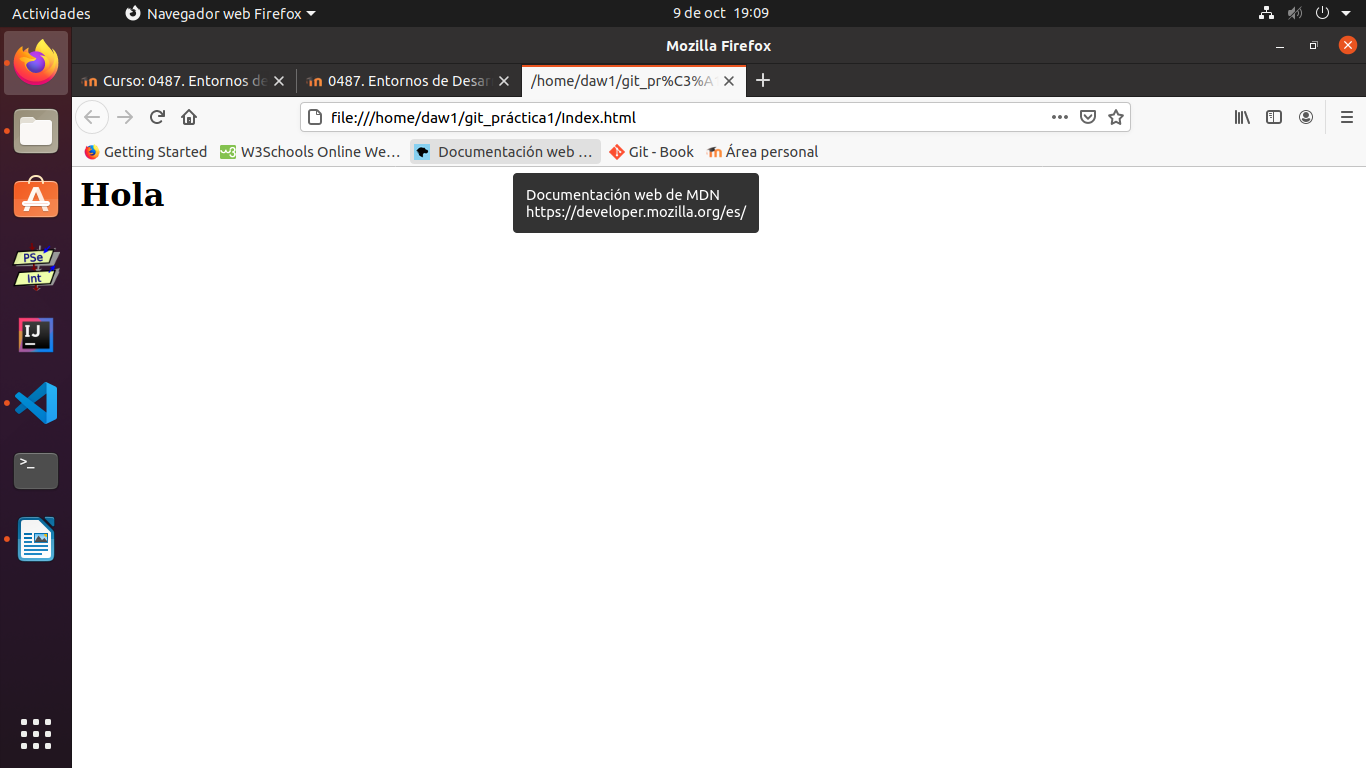 Actividades Navegador web Firefox 9 de oct 19:09
Mozilla Firefox
Curso: 0487. Entornos de 0487. Entornos de Desar /home/daw1/git_pr%C3%A1
file:///home/daw1/git_práctica1/Index.html
Getting Started W3Schools Online We… Documentación web … Git - Book Área personal
Hola
Documentación web de MDN
https://developer.mozilla.org/es/
PSe
Int
IJ
>_